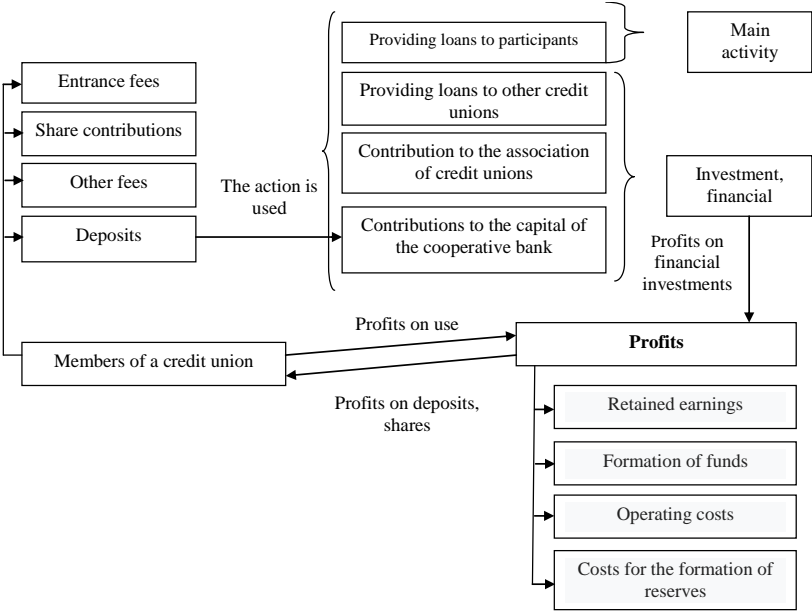 Providing loans to participants
Main
activity
Entrance fees
Share contributions
Other fees
Deposits
The action is
used
Providing loans to other credit
unions
Contribution to the association
of credit unions
Contributions to the capital of
the cooperative bank
Investment,
financial
Profits on
financial
investments
Members of a credit union
Profits on use
Profits on deposits,
shares
Profits
Retained earnings
Formation of funds
Operating costs
Costs for the formation of
reserves